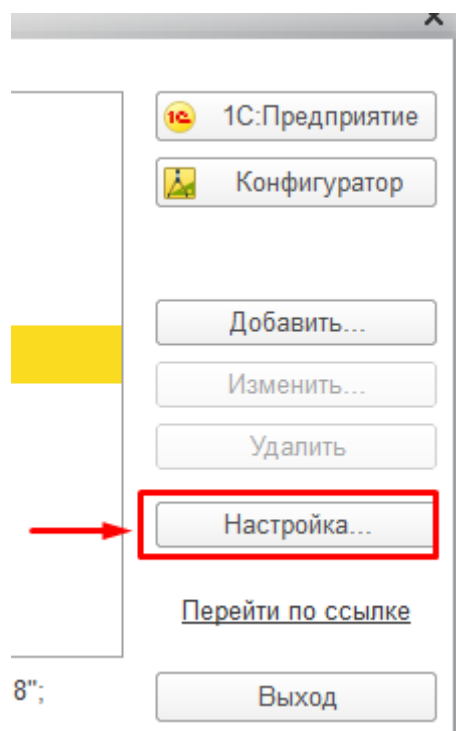 1С:Предприятие
Конфигуратор
Добавить...
Изменить...
Удалить
Настройка...
Перейти по ссылке
8";
Выход